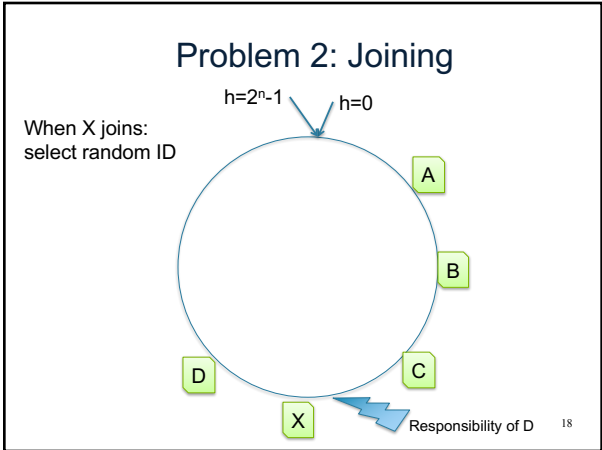 Problem 2: Joining
h=2ⁿ-1
h=0
When X joins:
select random ID
A
B
C
D
X
Responsibility of D
18